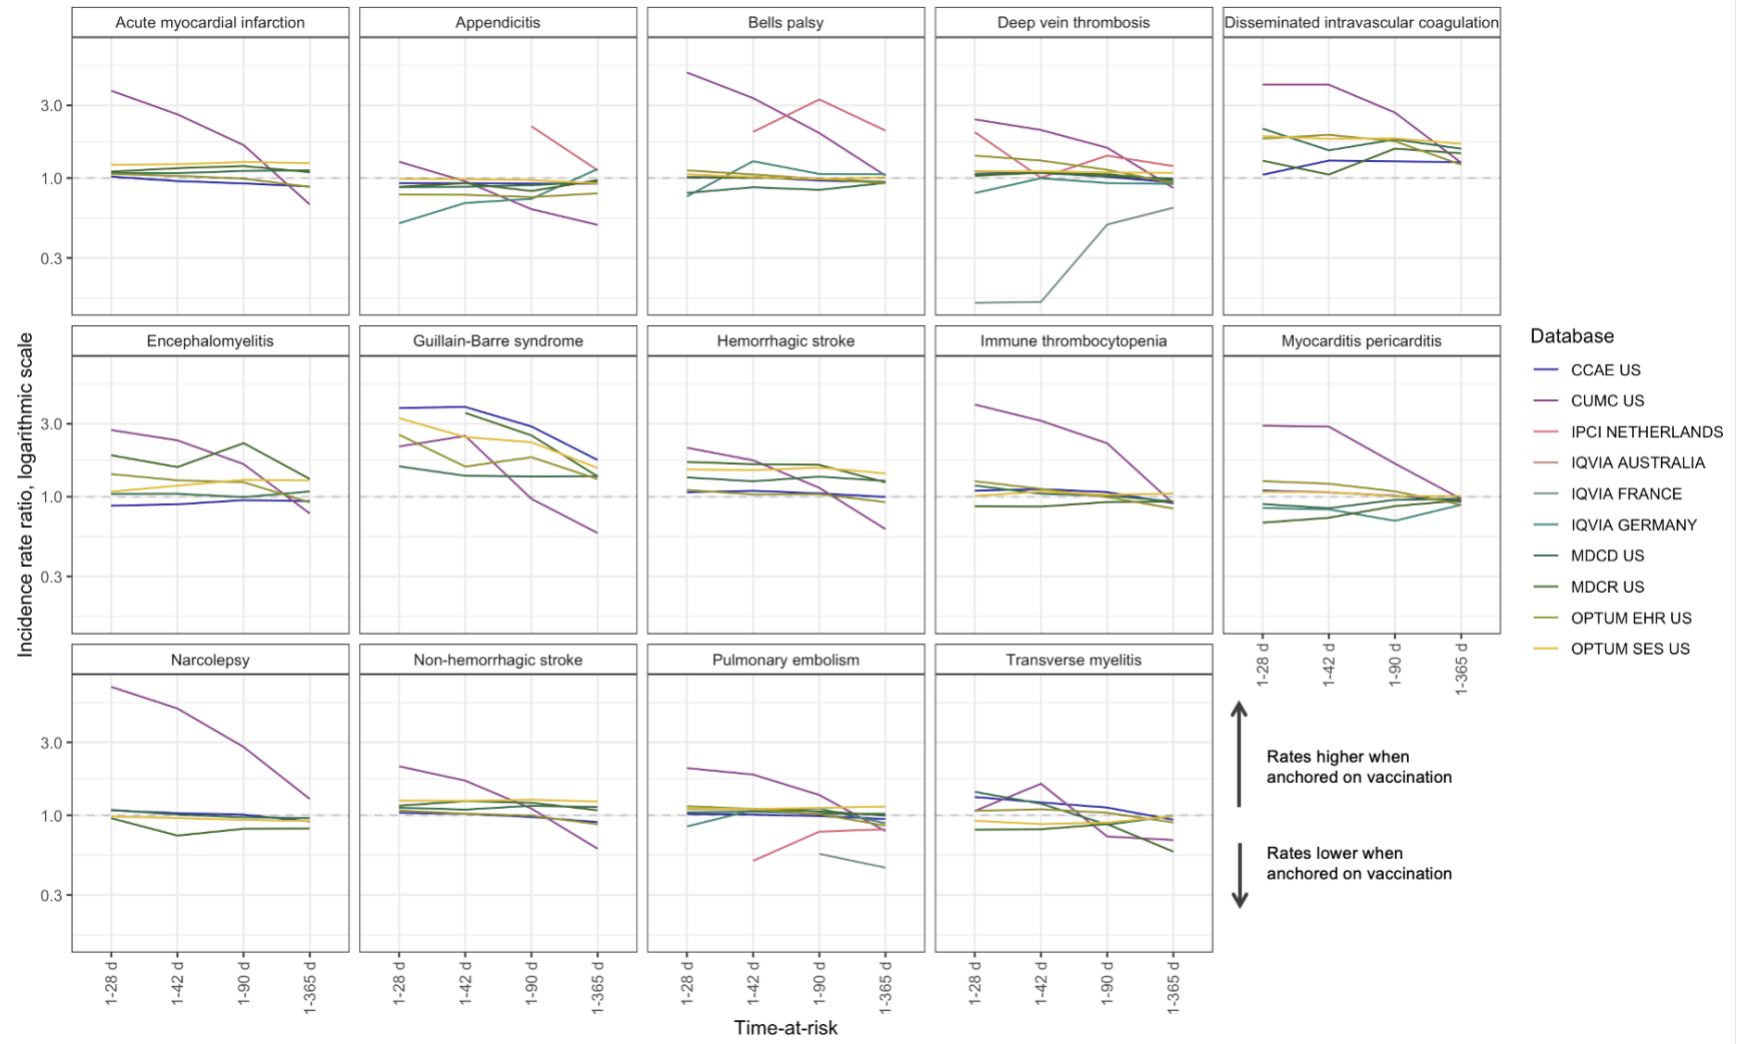 Acute myocardial infarction
Appendicitis
Bells palsy
Deep vein thrombosis
Disseminated intravascular coagulation
3.0
1.0
0.3
Encephalomyelitis
Guillain-Barre syndrome
Hemorrhagic stroke
Immune thrombocytopenia
Myocarditis pericarditis
3.0
1.0
0.3
1-28 d
1-42 d
1-90 d
1-365 d
Narcolepsy
Non-hemorrhagic stroke
Pulmonary embolism
Transverse myelitis
3.0
1.0
0.3
1-28 d
1-42 d
1-90 d
1-365 d
1-28 d
1-42 d
1-90 d
1-365 d
1-28 d
1-42 d
1-90 d
1-365 d
1-28 d
1-42 d
1-90 d
1-365 d
Time-at-risk
Incidence rate ratio, logarithmic scale
Database
CCAE US
CUMC US
IPCI NETHERLANDS
IQVIA AUSTRALIA
IQVIA FRANCE
IQVIA GERMANY
MDCD US
MDCR US
OPTUM EHR US
OPTUM SES US
Rates higher when
anchored on vaccination
Rates lower when
anchored on vaccination